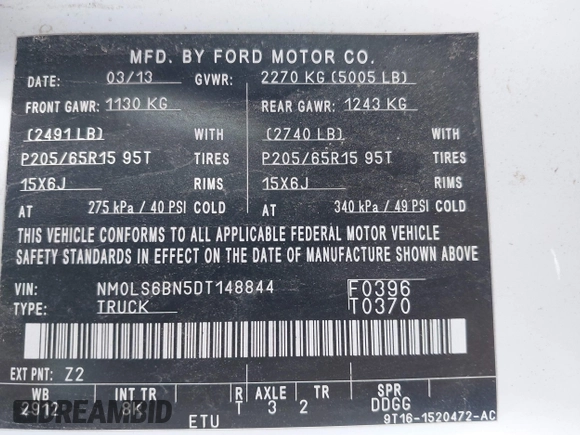 MFD. BY FORD MOTOR CO.
DATE: 03/13 GVWR: 2270 KG (5005 LB)
FRONT GAWR: 1130 KG REAR GAWR: 1243 KG
(2491 LB) WITH (2740 LB) WITH
P205/65R15 95T TIRES P205/65R15 95T TIRES
15X6J RIMS 15X6J RIMS
AT 275 kPa / 40 PSI COLD AT 340 kPa / 49 PSI COLD
THIS VEHICLE CONFORMS TO ALL APPLICABLE FEDERAL MOTOR VEHICLE
SAFETY STANDARDS IN EFFECT ON THE DATE OF MANUFACTURE SHOWN ABOVE
VIN: NM0LS6BN5DT148844 F0396
TYPE: TRUCK T0370
EXT PNT: Z2
WB INT TR R AXLE TR SPR
2912 8K T 3 2 DDGG
ETU 9T16-1520472-AC
DREAMBID